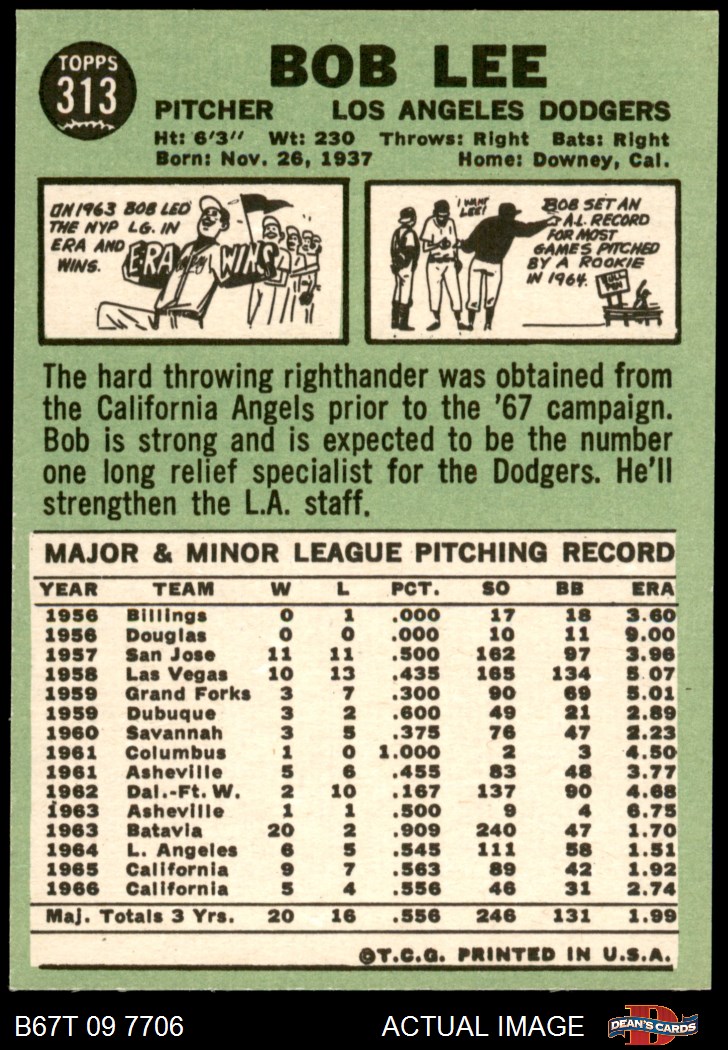 TOPPS
313
BOB LEE
PITCHER LOS ANGELES DODGERS
Ht: 6'3" Wt: 230 Throws: Right Bats: Right
Born: Nov. 26, 1937 Home: Downey, Cal.
IN 1963 BOB LED
THE NYP LG. IN
ERA AND
WINS.
ERA WINS
I WANT
LEE!
BOB SET AN
A.L. RECORD
FOR MOST
GAMES PITCHED
BY A ROOKIE
IN 1964.
BULL
PEN
The hard throwing righthander was obtained from
the California Angels prior to the '67 campaign.
Bob is strong and is expected to be the number
one long relief specialist for the Dodgers. He'll
strengthen the L.A. staff.
MAJOR & MINOR LEAGUE PITCHING RECORD
YEAR TEAM W L PCT. SO BB ERA
1956 Billings 0 1 .000 17 18 3.60
1956 Douglas 0 0 .000 10 11 9.00
1957 San Jose 11 11 .500 162 97 3.96
1958 Las Vegas 10 13 .435 165 134 5.07
1959 Grand Forks 3 7 .300 90 69 5.01
1959 Dubuque 3 2 .600 49 21 2.89
1960 Savannah 3 5 .375 76 47 2.23
1961 Columbus 1 0 1.000 2 3 4.50
1961 Asheville 5 6 .455 83 48 3.77
1962 Dal.-Ft. W. 2 10 .167 137 90 4.68
1963 Asheville 1 1 .500 9 4 6.75
1963 Batavia 20 2 .909 240 47 1.70
1964 L. Angeles 6 5 .545 111 58 1.51
1965 California 9 7 .563 89 42 1.92
1966 California 5 4 .556 46 31 2.74
Maj. Totals 3 Yrs. 20 16 .556 246 131 1.99
©T.C.G. PRINTED IN U.S.A.
B67T 09 7706 ACTUAL IMAGE
D
DEAN'S CARDS